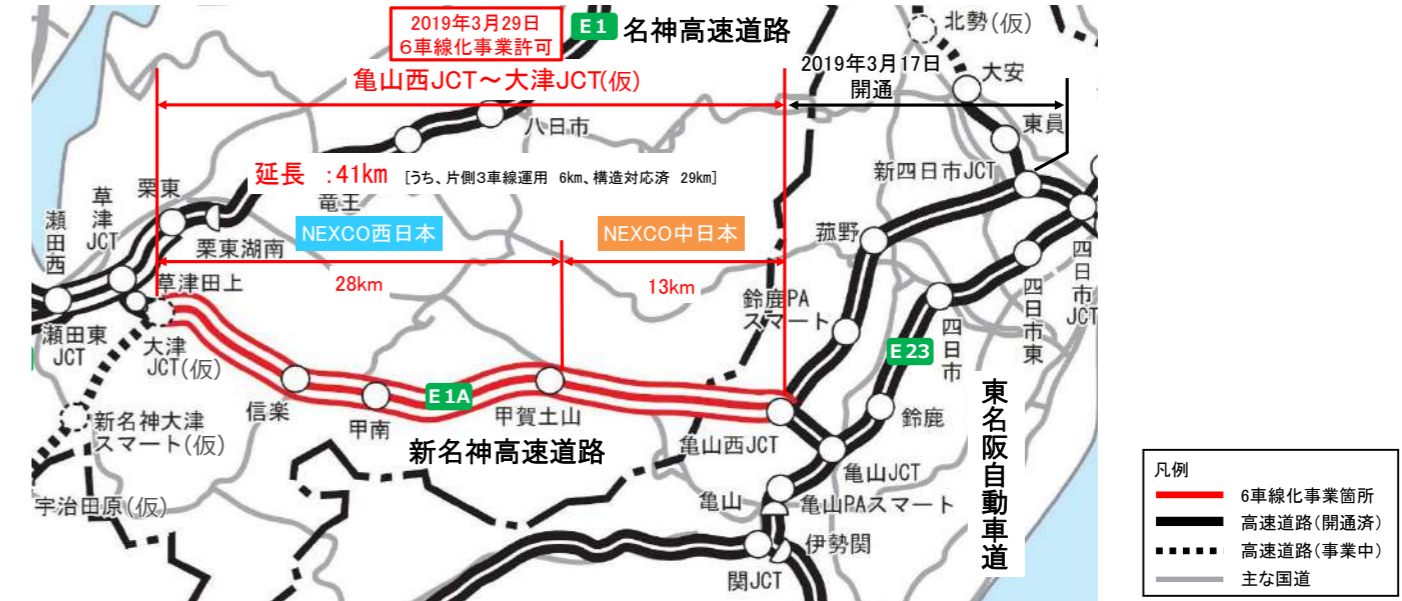 2019年3月29日
6車線化事業許可
E1 名神高速道路
北勢(仮)
亀山西JCT～大津JCT(仮)
2019年3月17日
開通
大安
東員
八日市
新四日市JCT
延長 :41km [うち、片側3車線運用 6km、構造対応済 29km]
竜王
栗東
草津JCT
瀬田西
栗東湖南
NEXCO西日本
NEXCO中日本
菰野
28km
13km
草津田上
鈴鹿PA
スマート
四日市JCT
四日市東
四日市
瀬田東
JCT
大津
JCT(仮)
E23
E1A
信楽
甲南
甲賀土山
新名神高速道路
亀山西JCT
鈴鹿
東名阪自動車道
新名神大津
スマート(仮)
亀山JCT
宇治田原(仮)
亀山
亀山PAスマート
伊勢関
関JCT
凡例
6車線化事業箇所
高速道路(開通済)
高速道路(事業中)
主な国道